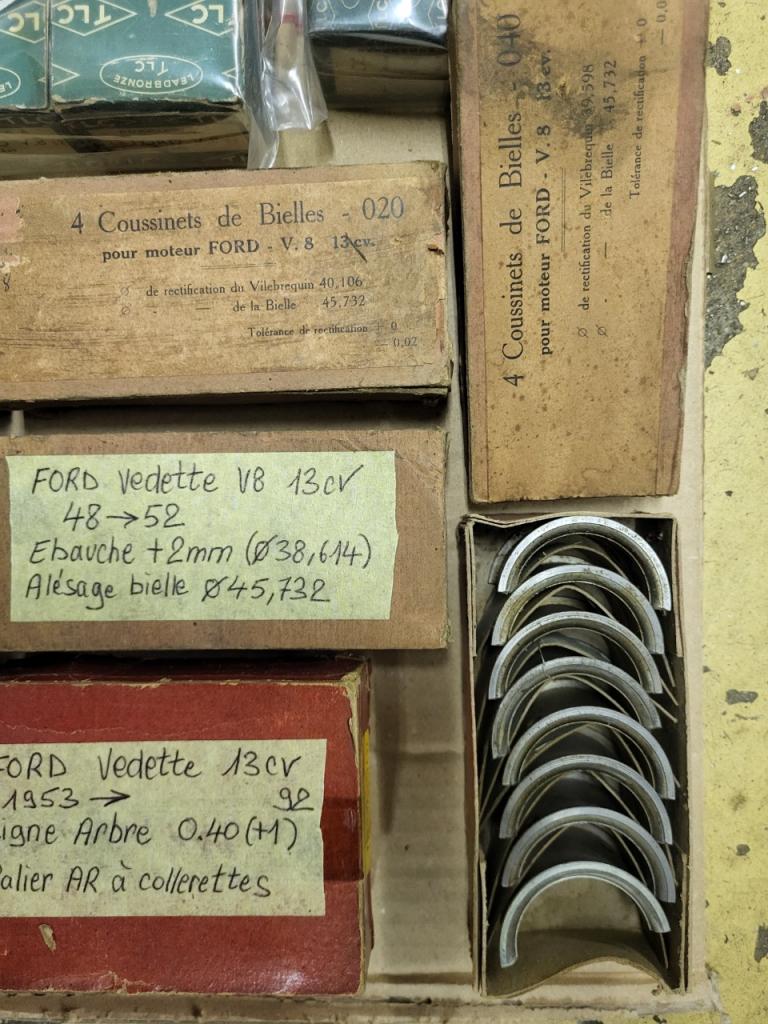 TLC
TLC
TLC
LEADBRONZE
4 Coussinets de Bielles - 020
pour moteur FORD - V. 8 13 cv.
Ø de rectification du Vilebrequin 40,106
Ø — de la Bielle 45,732
Tolérance de rectification + 0
— 0,02
4 Coussinets de Bielles - 040
pour moteur FORD - V. 8 13 cv.
Ø de rectification du Vilebrequin 39,598
Ø - — de la Bielle 45,732
Tolérance de rectification + 0
FORD Vedette V8 13cv
48→52
Ebauche +2mm (Ø38,614)
Alésage bielle Ø45,732
FORD Vedette 13cv
1953 → 92
igne Arbre 0.40(+1)
alier AR à collerettes